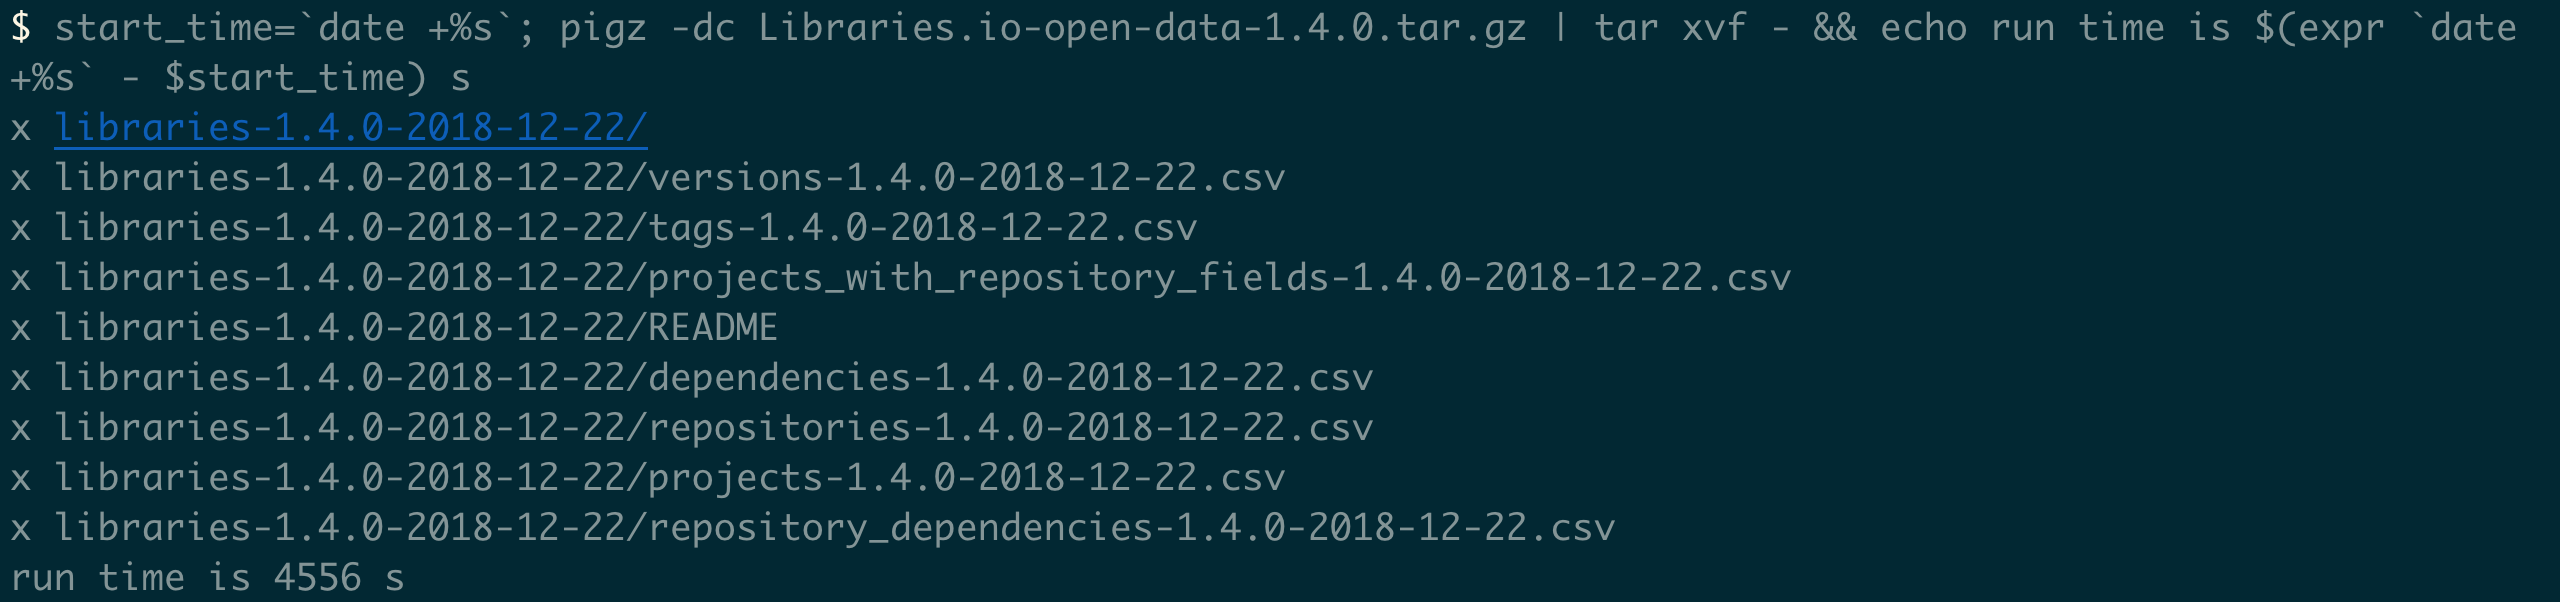 $ start_time=`date +%s`; pigz -dc Libraries.io-open-data-1.4.0.tar.gz | tar xvf - && echo run time is $(expr `date
+%s` - $start_time) s
x libraries-1.4.0-2018-12-22/
x libraries-1.4.0-2018-12-22/versions-1.4.0-2018-12-22.csv
x libraries-1.4.0-2018-12-22/tags-1.4.0-2018-12-22.csv
x libraries-1.4.0-2018-12-22/projects_with_repository_fields-1.4.0-2018-12-22.csv
x libraries-1.4.0-2018-12-22/README
x libraries-1.4.0-2018-12-22/dependencies-1.4.0-2018-12-22.csv
x libraries-1.4.0-2018-12-22/repositories-1.4.0-2018-12-22.csv
x libraries-1.4.0-2018-12-22/projects-1.4.0-2018-12-22.csv
x libraries-1.4.0-2018-12-22/repository_dependencies-1.4.0-2018-12-22.csv
run time is 4556 s